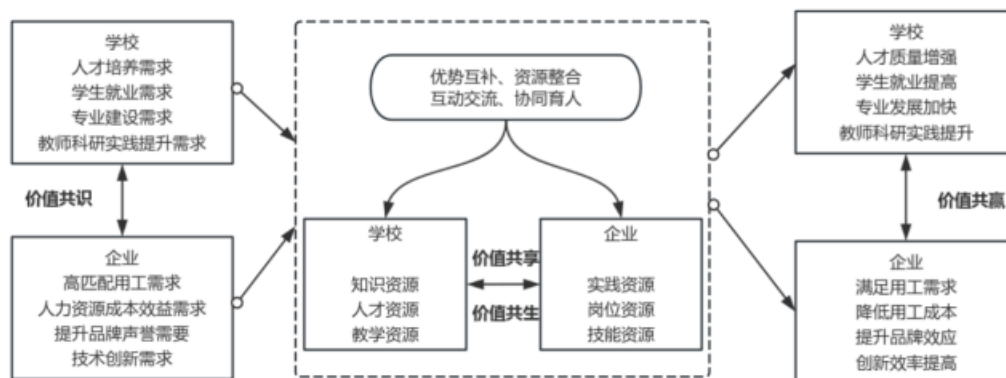 学校
人才培养需求
学生就业需求
专业建设需求
教师科研实践提升需求
价值共识
企业
高匹配用工需求
人力资源成本效益需求
提升品牌声誉需要
技术创新需求
优势互补、资源整合
互动交流、协同育人
学校
知识资源
人才资源
教学资源
价值共享
价值共生
企业
实践资源
岗位资源
技能资源
学校
人才质量增强
学生就业提高
专业发展加快
教师科研实践提升
价值共赢
企业
满足用工需求
降低用工成本
提升品牌效应
创新效率提高